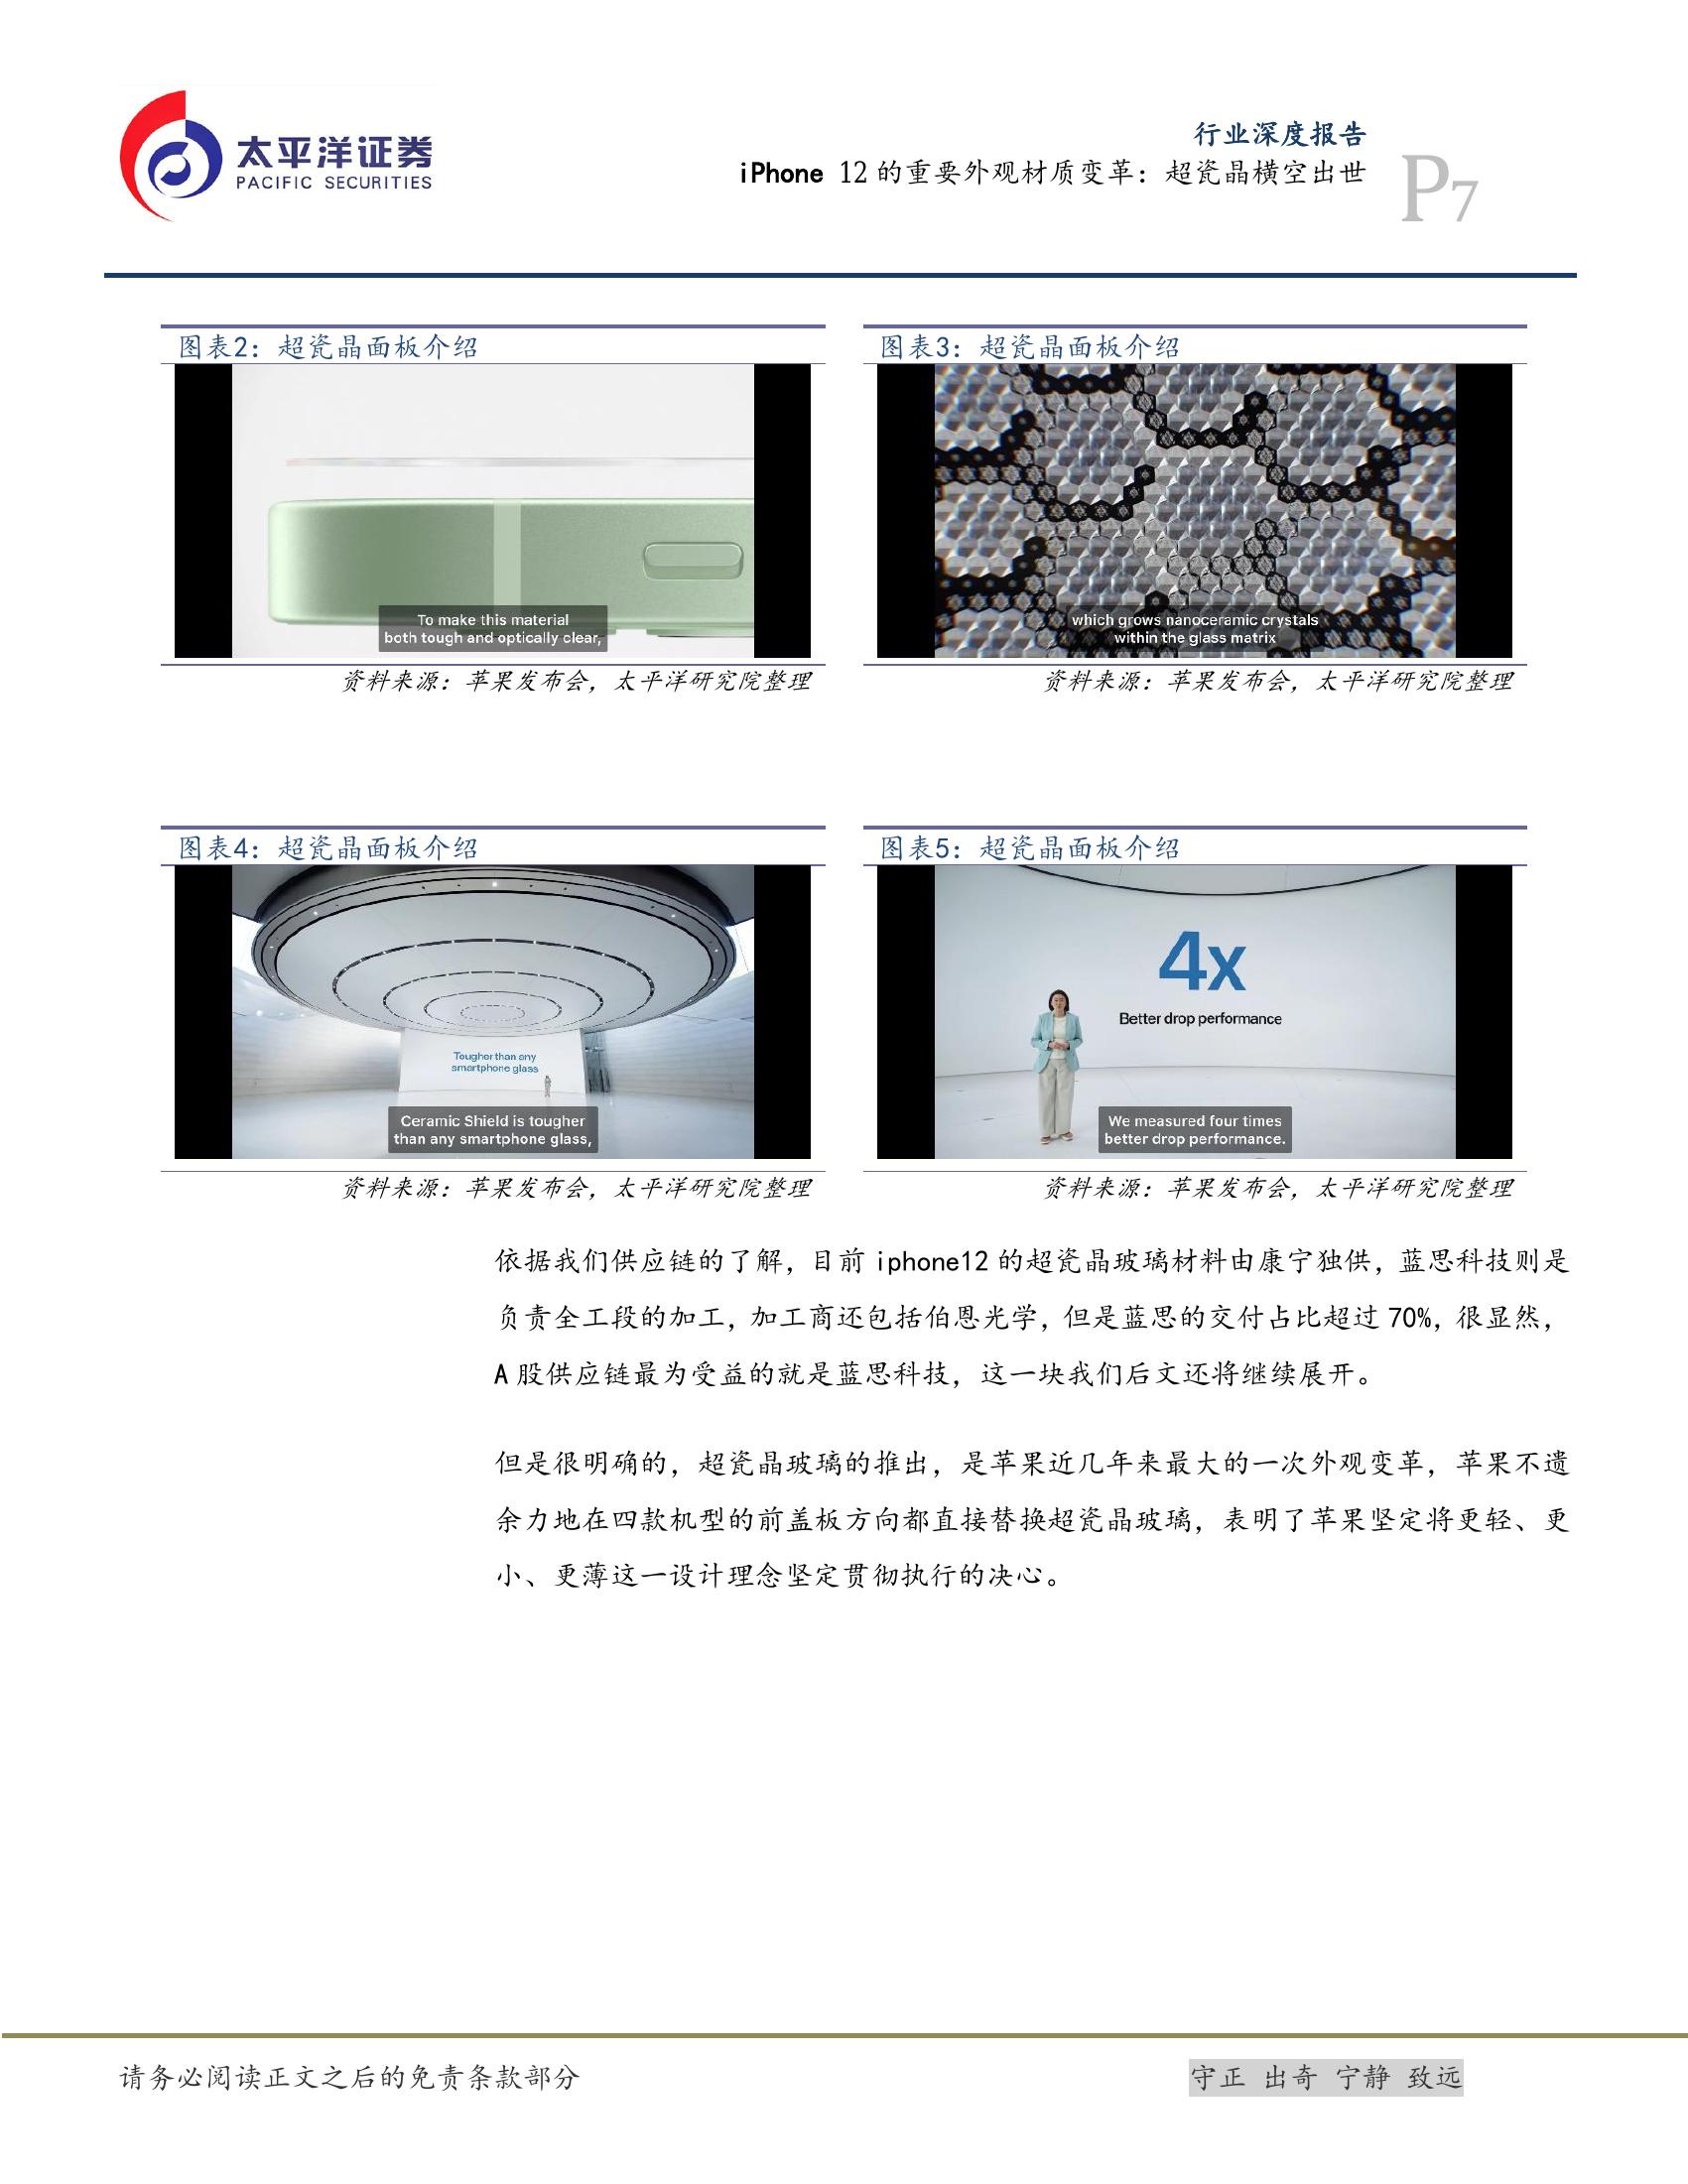 太平洋证券
PACIFIC SECURITIES
行业深度报告
iPhone 12 的重要外观材质变革：超瓷晶横空出世
P7
图表2：超瓷晶面板介绍
To make this material
both tough and optically clear,
资料来源：苹果发布会，太平洋研究院整理
图表3：超瓷晶面板介绍
which grows nanoceramic crystals
within the glass matrix
资料来源：苹果发布会，太平洋研究院整理
图表4：超瓷晶面板介绍
Tougher than any
smartphone glass
Ceramic Shield is tougher
than any smartphone glass,
资料来源：苹果发布会，太平洋研究院整理
图表5：超瓷晶面板介绍
4x
Better drop performance
We measured four times
better drop performance.
资料来源：苹果发布会，太平洋研究院整理
依据我们供应链的了解，目前 iphone12 的超瓷晶玻璃材料由康宁独供，蓝思科技则是
负责全工段的加工，加工商还包括伯恩光学，但是蓝思的交付占比超过 70%，很显然，
A 股供应链最为受益的就是蓝思科技，这一块我们后文还将继续展开。
但是很明确的，超瓷晶玻璃的推出，是苹果近几年来最大的一次外观变革，苹果不遗
余力地在四款机型的前盖板方向都直接替换超瓷晶玻璃，表明了苹果坚定将更轻、更
小、更薄这一设计理念坚定贯彻执行的决心。
请务必阅读正文之后的免责条款部分
守正 出奇 宁静 致远